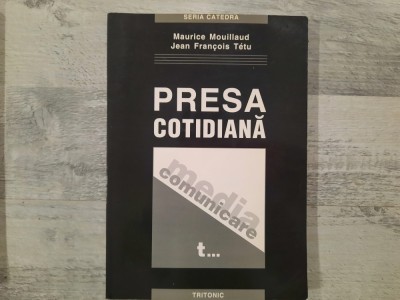 SERIA CATEDRA
Maurice Mouillaud
Jean François Tétu
PRESA
COTIDIANĂ
media
comunicare
t...
TRITONIC